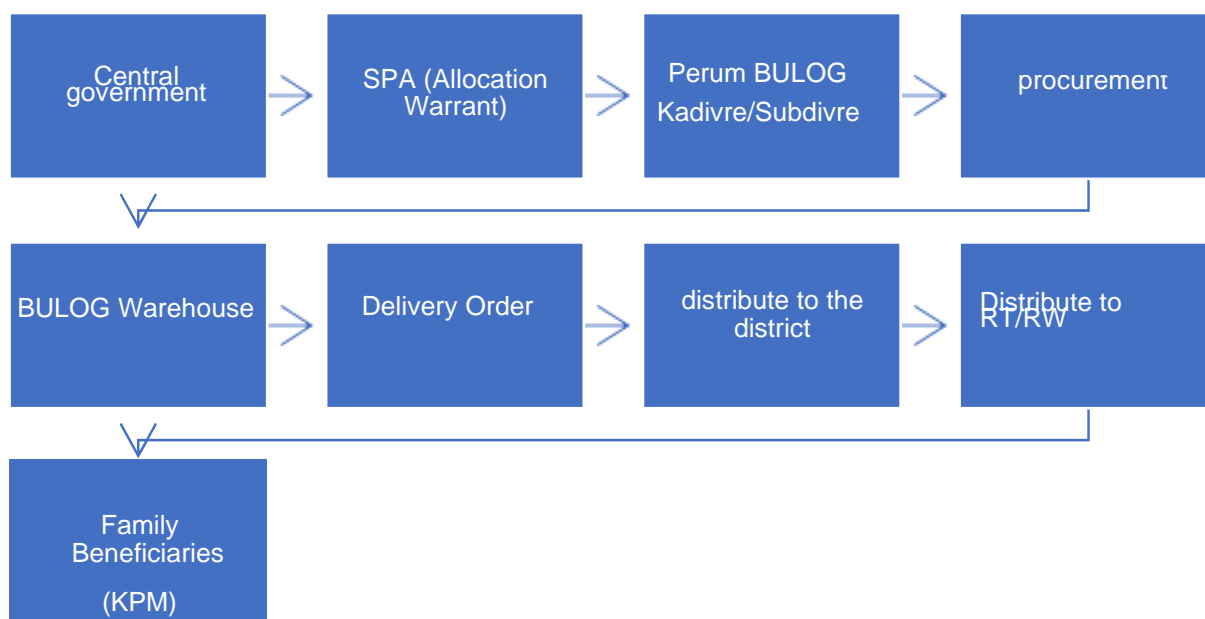 Central
government
SPA (Allocation
Warrant)
Perum BULOG
Kadivre/Subdivre
procurement
BULOG Warehouse
Delivery Order
distribute to the
district
Distribute to
RT/RW
Family
Beneficiaries
(KPM)